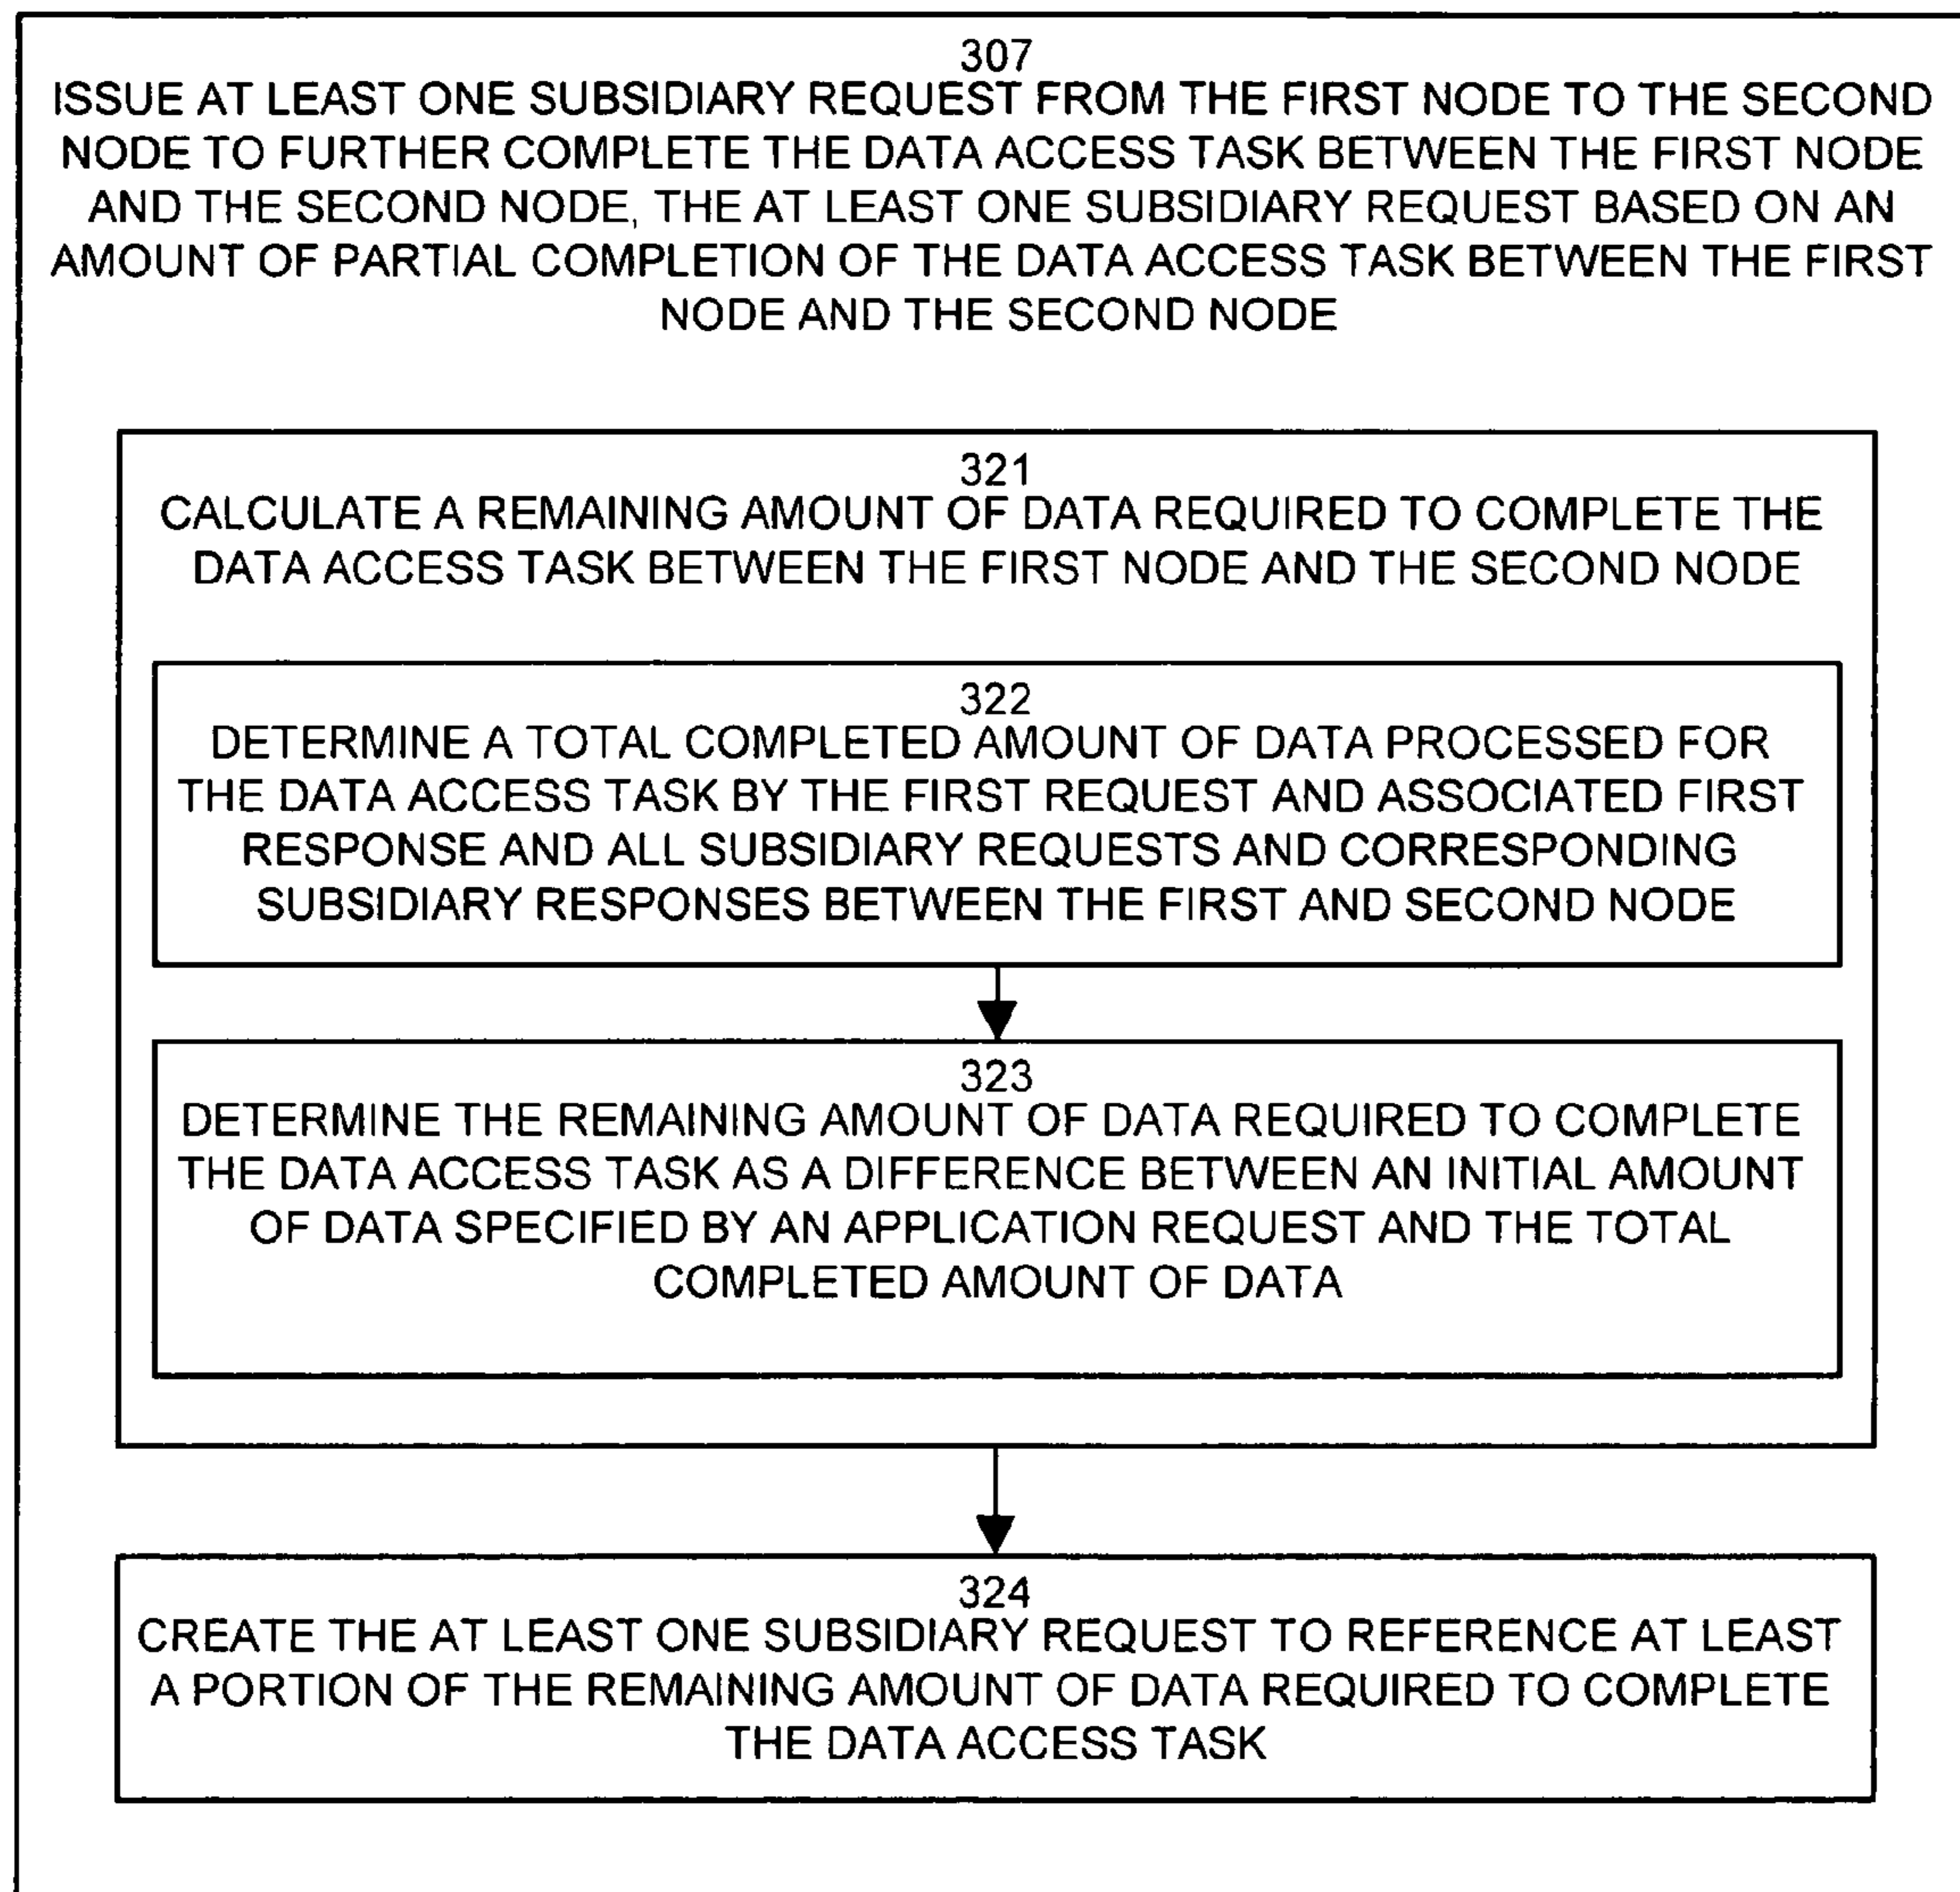 307
ISSUE AT LEAST ONE SUBSIDIARY REQUEST FROM THE FIRST NODE TO THE SECOND
NODE TO FURTHER COMPLETE THE DATA ACCESS TASK BETWEEN THE FIRST NODE
AND THE SECOND NODE, THE AT LEAST ONE SUBSIDIARY REQUEST BASED ON AN
AMOUNT OF PARTIAL COMPLETION OF THE DATA ACCESS TASK BETWEEN THE FIRST
NODE AND THE SECOND NODE
321
CALCULATE A REMAINING AMOUNT OF DATA REQUIRED TO COMPLETE THE
DATA ACCESS TASK BETWEEN THE FIRST NODE AND THE SECOND NODE
322
DETERMINE A TOTAL COMPLETED AMOUNT OF DATA PROCESSED FOR
THE DATA ACCESS TASK BY THE FIRST REQUEST AND ASSOCIATED FIRST
RESPONSE AND ALL SUBSIDIARY REQUESTS AND CORRESPONDING
SUBSIDIARY RESPONSES BETWEEN THE FIRST AND SECOND NODE
323
DETERMINE THE REMAINING AMOUNT OF DATA REQUIRED TO COMPLETE
THE DATA ACCESS TASK AS A DIFFERENCE BETWEEN AN INITIAL AMOUNT
OF DATA SPECIFIED BY AN APPLICATION REQUEST AND THE TOTAL
COMPLETED AMOUNT OF DATA
324
CREATE THE AT LEAST ONE SUBSIDIARY REQUEST TO REFERENCE AT LEAST
A PORTION OF THE REMAINING AMOUNT OF DATA REQUIRED TO COMPLETE
THE DATA ACCESS TASK